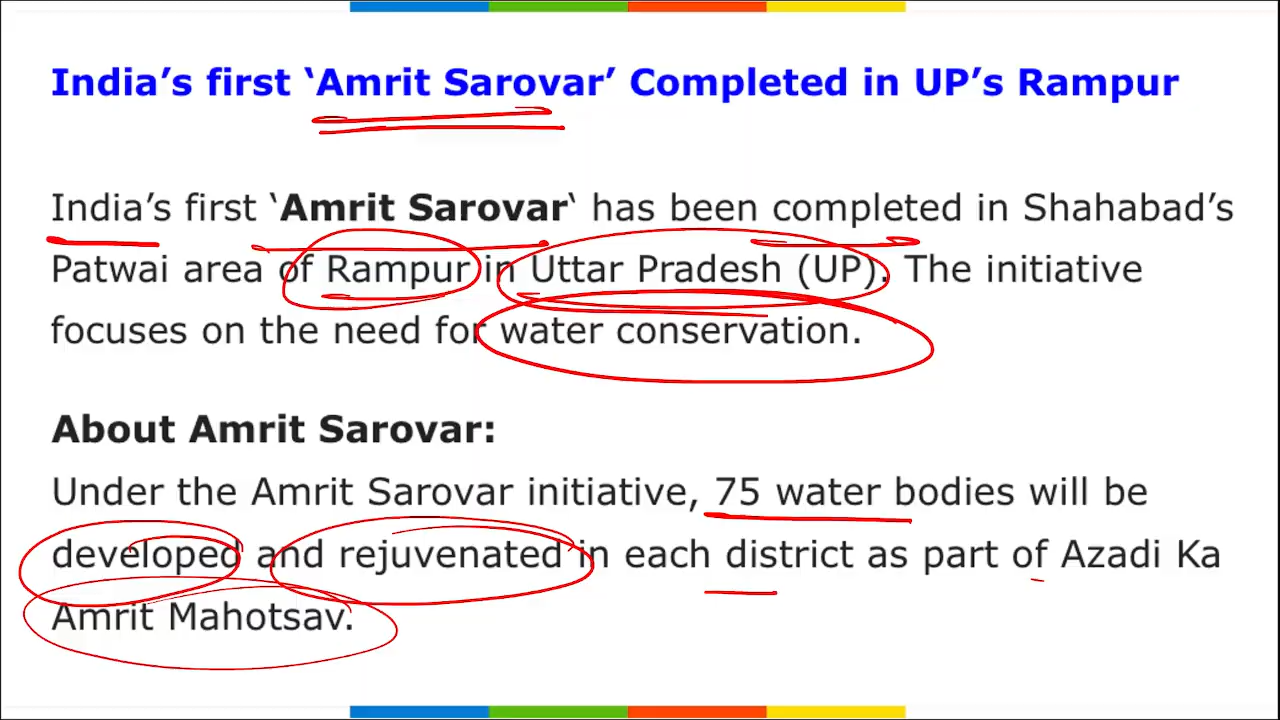 India’s first ‘Amrit Sarovar’ Completed in UP’s Rampur
India’s first ‘Amrit Sarovar‘ has been completed in Shahabad’s
Patwai area of Rampur in Uttar Pradesh (UP). The initiative
focuses on the need for water conservation.
About Amrit Sarovar:
Under the Amrit Sarovar initiative, 75 water bodies will be
developed and rejuvenated in each district as part of Azadi Ka
Amrit Mahotsav.